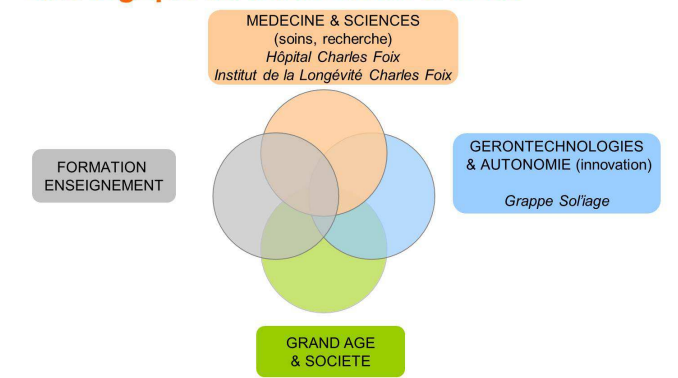 MEDECINE & SCIENCES
(soins, recherche)
Hôpital Charles Foix
Institut de la Longévité Charles Foix
FORMATION
ENSEIGNEMENT
GERONTECHNOLOGIES
& AUTONOMIE (innovation)
Grappe Sol'iage
GRAND AGE
& SOCIETE